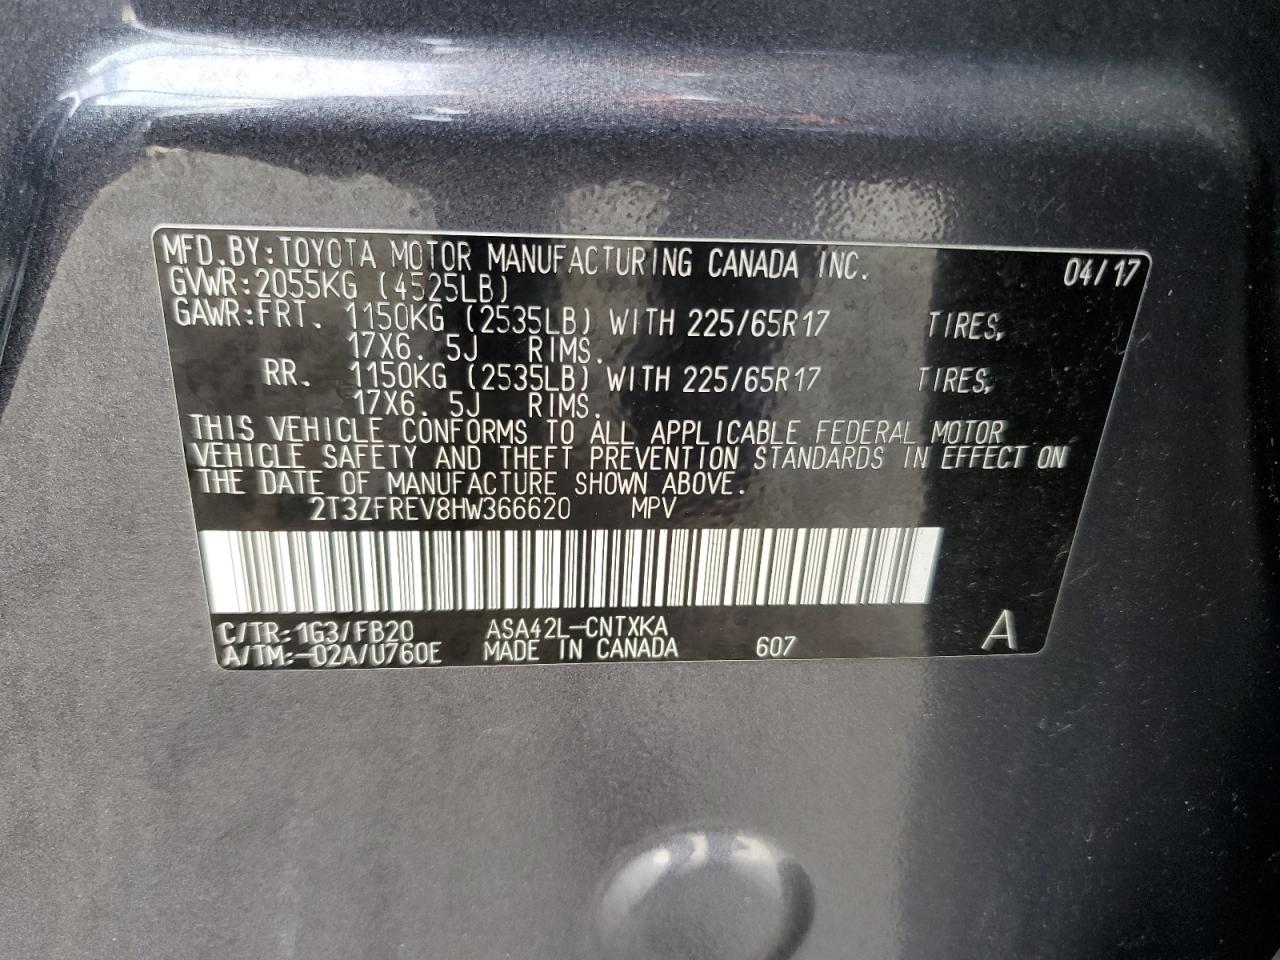 MFD.BY:TOYOTA MOTOR MANUFACTURING CANADA INC. 04/17
GVWR:2055KG (4525LB)
GAWR:FRT. 1150KG (2535LB) WITH 225/65R17 TIRES,
17X6. 5J RIMS.
RR. 1150KG (2535LB) WITH 225/65R17 TIRES,
17X6. 5J RIMS.
THIS VEHICLE CONFORMS TO ALL APPLICABLE FEDERAL MOTOR
VEHICLE SAFETY AND THEFT PREVENTION STANDARDS IN EFFECT ON
THE DATE OF MANUFACTURE SHOWN ABOVE.
2T3ZFREV8HW366620 MPV
C/TR:1G3/FB20 ASA42L-CNTXKA
A/TM:-02A/U760E MADE IN CANADA 607 A